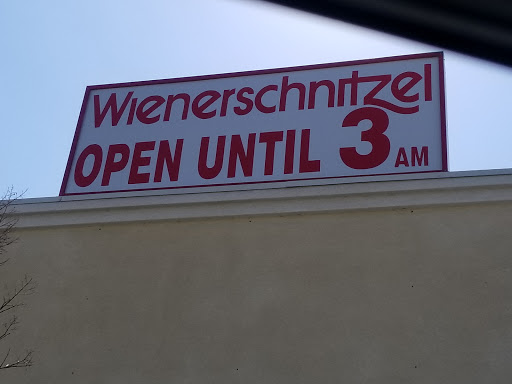 Wienerschnitzel
OPEN UNTIL 3 AM